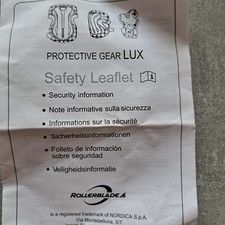 PROTECTIVE GEAR LUX
Safety Leaflet
• Security information
• Note informative sulla sicurezza
• Informations sur la sécurité
• Sicherheitsinformationen
• Folleto de información
sobre seguridad
• Veiligheidsinformatie
ROLLERBLADE
is a registered trademark of NORDICA S.p.A.
Via Montebelluna, 5/7